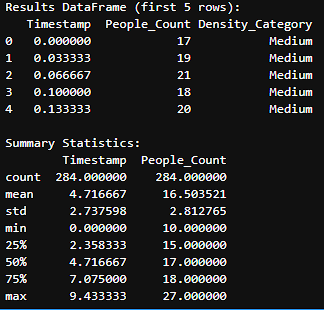 Results DataFrame (first 5 rows):
   Timestamp  People_Count Density_Category
0   0.000000            17           Medium
1   0.033333            19           Medium
2   0.066667            21           Medium
3   0.100000            18           Medium
4   0.133333            20           Medium

Summary Statistics:
        Timestamp  People_Count
count  284.000000    284.000000
mean     4.716667     16.503521
std      2.737598      2.812765
min      0.000000     10.000000
25%      2.358333     15.000000
50%      4.716667     17.000000
75%      7.075000     18.000000
max      9.433333     27.000000